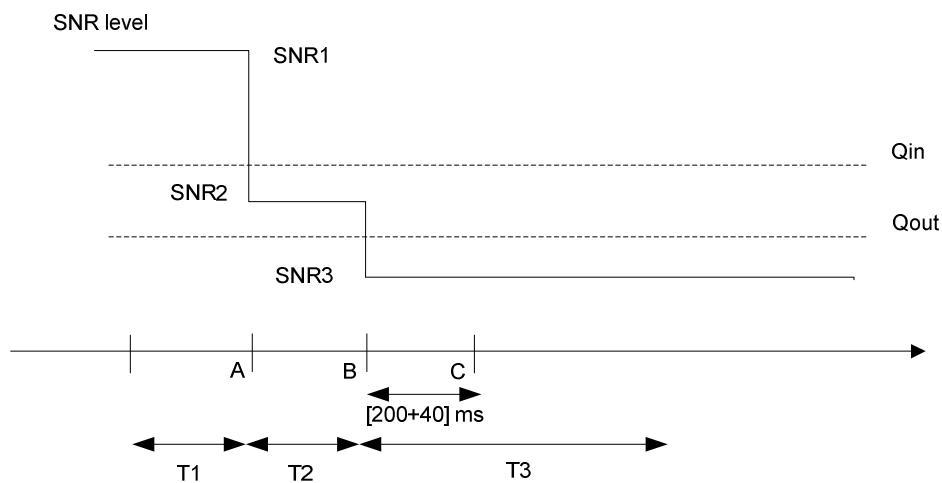 SNR level
SNR1
Qin
SNR2
Qout
SNR3
A
B
C
[200+40] ms
T1
T2
T3